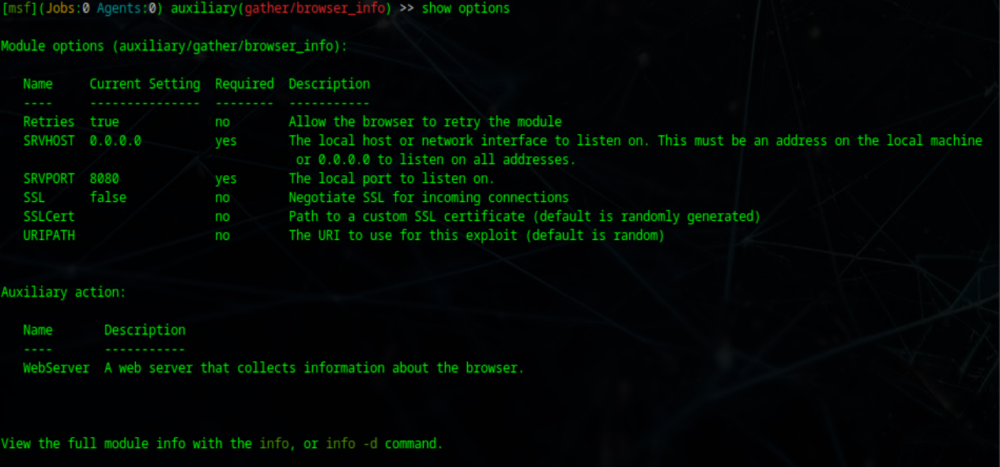 [msf](Jobs:0 Agents:0) auxiliary(gather/browser_info) >> show options
Module options (auxiliary/gather/browser_info):
Name Current Setting Required Description
---- --------------- -------- -----------
Retries true no Allow the browser to retry the module
SRVHOST 0.0.0.0 yes The local host or network interface to listen on. This must be an address on the local machine
or 0.0.0.0 to listen on all addresses.
SRVPORT 8080 yes The local port to listen on.
SSL false no Negotiate SSL for incoming connections
SSLCert no Path to a custom SSL certificate (default is randomly generated)
URIPATH no The URI to use for this exploit (default is random)
Auxiliary action:
Name Description
---- -----------
WebServer A web server that collects information about the browser.
View the full module info with the info, or info -d command.